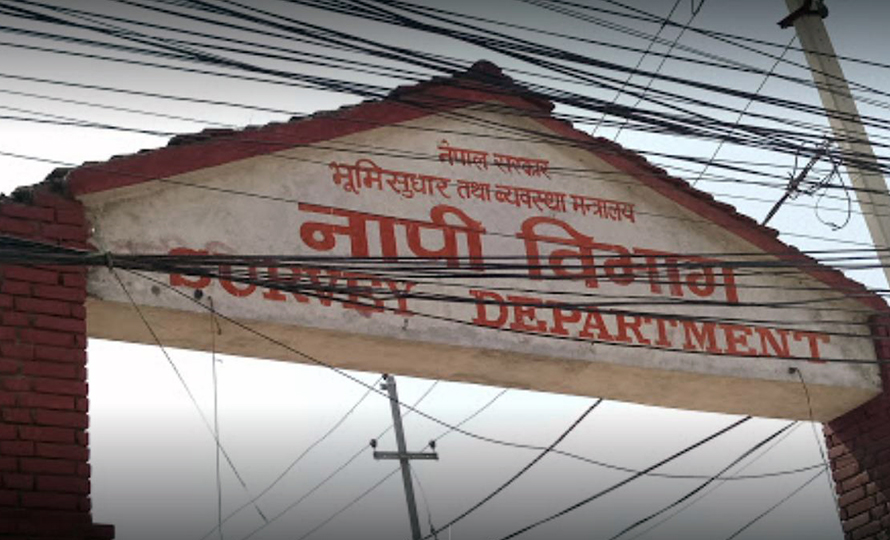 नेपाल सरकार
भूमिसुधार तथा ब्यवस्था मन्त्रालय
नापी विभाग
SURVEY DEPARTMENT